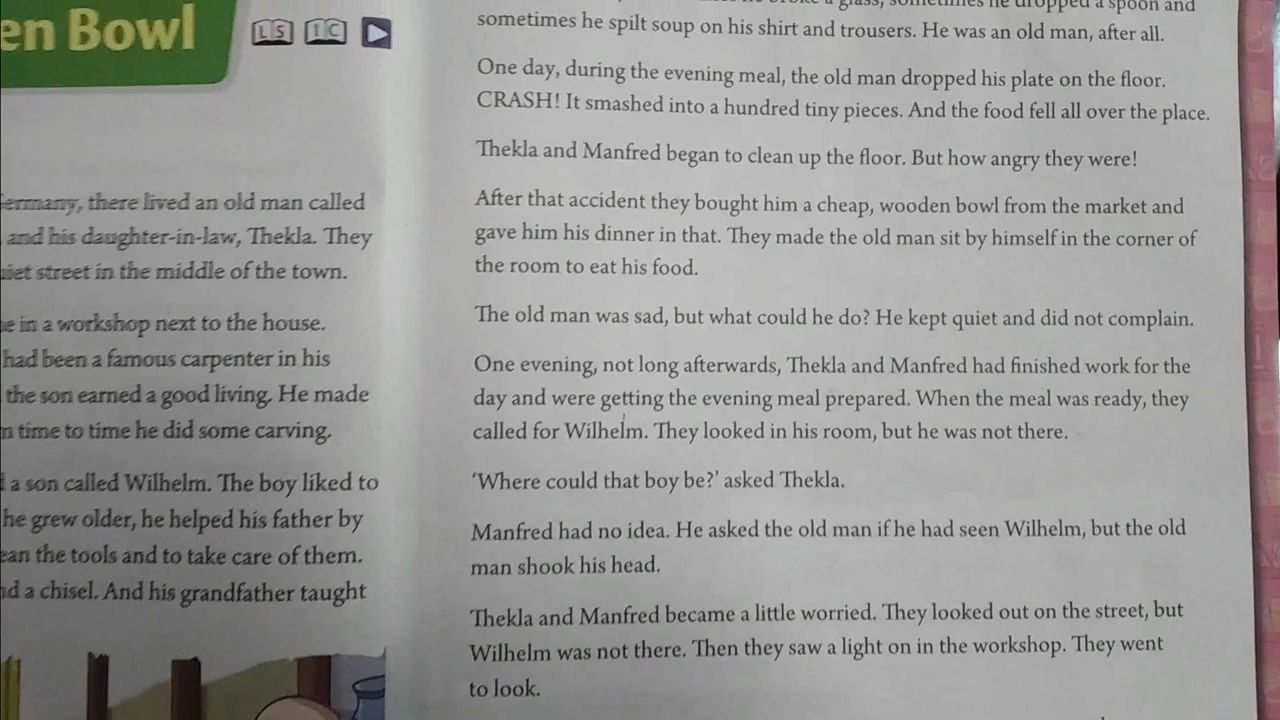 en Bowl
LS IC
Germany, there lived an old man called
and his daughter-in-law, Thekla. They
uiet street in the middle of the town.
e in a workshop next to the house.
had been a famous carpenter in his
the son earned a good living. He made
m time to time he did some carving.
a son called Wilhelm. The boy liked to
he grew older, he helped his father by
ean the tools and to take care of them.
nd a chisel. And his grandfather taught
glass, sometimes he dropped a spoon and
sometimes he spilt soup on his shirt and trousers. He was an old man, after all.
One day, during the evening meal, the old man dropped his plate on the floor.
CRASH! It smashed into a hundred tiny pieces. And the food fell all over the place.
Thekla and Manfred began to clean up the floor. But how angry they were!
After that accident they bought him a cheap, wooden bowl from the market and
gave him his dinner in that. They made the old man sit by himself in the corner of
the room to eat his food.
The old man was sad, but what could he do? He kept quiet and did not complain.
One evening, not long afterwards, Thekla and Manfred had finished work for the
day and were getting the evening meal prepared. When the meal was ready, they
called for Wilhelm. They looked in his room, but he was not there.
‘Where could that boy be?’ asked Thekla.
Manfred had no idea. He asked the old man if he had seen Wilhelm, but the old
man shook his head.
Thekla and Manfred became a little worried. They looked out on the street, but
Wilhelm was not there. Then they saw a light on in the workshop. They went
to look.